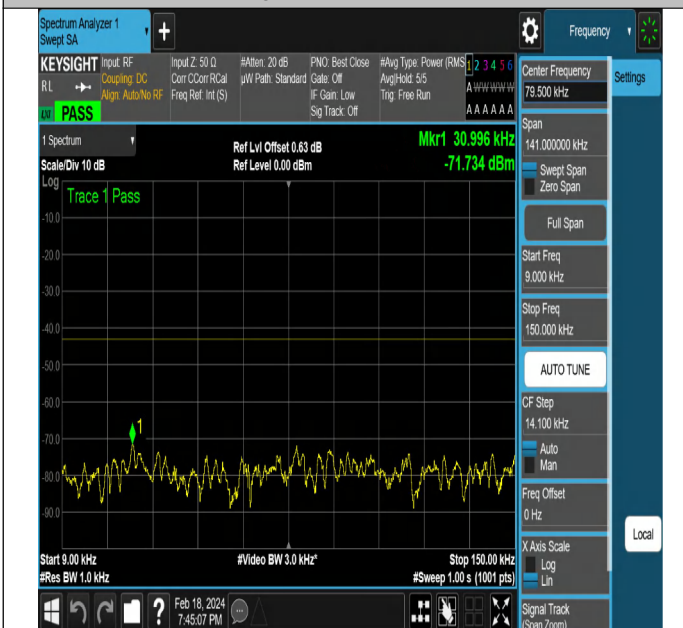 Spectrum Analyzer 1
Swept SA
+
Frequency
KEYSIGHT
RL
LXI
PASS
Input: RF
Coupling: DC
Align: Auto/No RF
Input Z: 50 Ω
Corr CCorr RCal
Freq Ref: Int (S)
#Atten: 20 dB
µW Path: Standard
PNO: Best Close
Gate: Off
IF Gain: Low
Sig Track: Off
#Avg Type: Power (RMS
Avg|Hold: 5/5
Trig: Free Run
1 2 3 4 5 6
A W W W W W
A A A A A A
1 Spectrum
Scale/Div 10 dB
Ref Lvl Offset 0.63 dB
Ref Level 0.00 dBm
Mkr1 30.996 kHz
-71.734 dBm
Log
Trace 1 Pass
-10.0
-20.0
-30.0
-40.0
-50.0
-60.0
-70.0
-80.0
-90.0
1
Start 9.00 kHz
#Res BW 1.0 kHz
#Video BW 3.0 kHz*
Stop 150.00 kHz
#Sweep 1.00 s (1001 pts)
?
Feb 18, 2024
7:45:07 PM
Center Frequency
79.500 kHz
Span
141.000000 kHz
Swept Span
Zero Span
Full Span
Start Freq
9.000 kHz
Stop Freq
150.000 kHz
AUTO TUNE
CF Step
14.100 kHz
Auto
Man
Freq Offset
0 Hz
X Axis Scale
Log
Lin
Signal Track
(Span Zoom)
Settings
Local